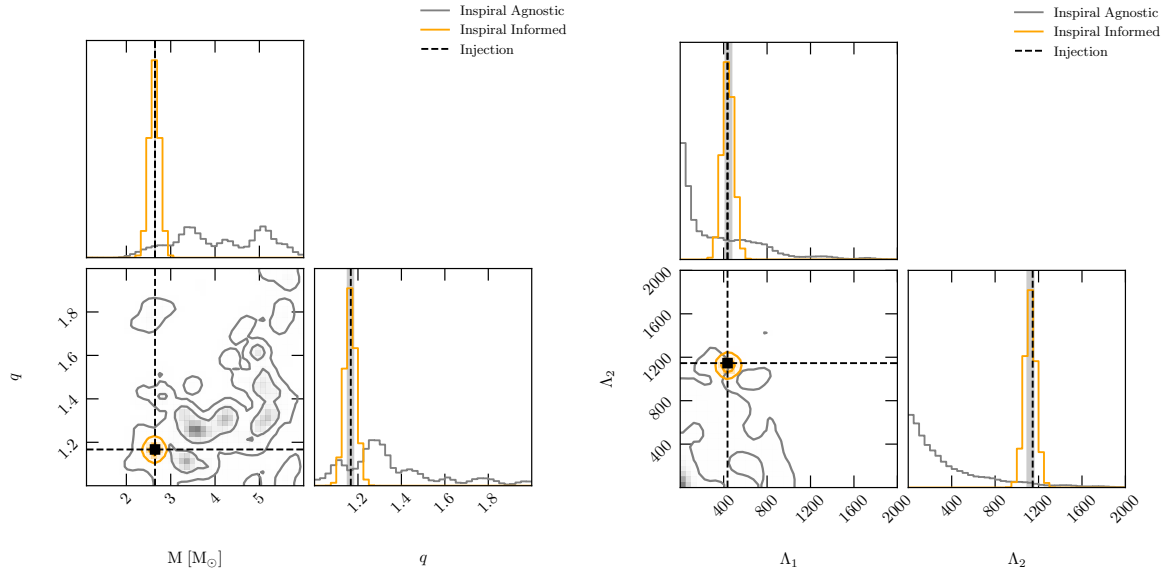 Inspiral Agnostic
Inspiral Informed
Injection
q
1.8
1.6
1.4
1.2
2
3
4
5
M [M⊙]
1.2
1.4
1.6
1.8
q
Inspiral Agnostic
Inspiral Informed
Injection
Λ2
2000
1600
1200
800
400
400
800
1200
1600
2000
Λ1
400
800
1200
1600
2000
Λ2